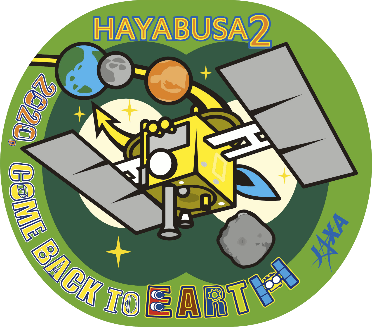 HAYABUSA2
2020,
COME BACK TO EARTH
JAXA